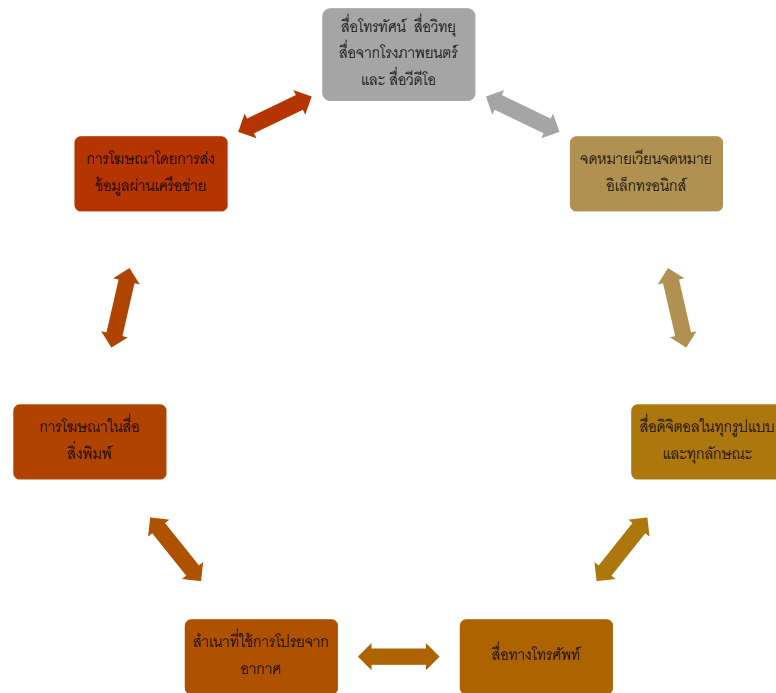 สื่อโทรทัศน์ สื่อวิทยุ
สื่อจากโรงภาพยนตร์
และ สื่อวีดีโอ
จดหมายเวียนจดหมาย
อิเล็กทรอนิกส์
สื่อดิจิตอลในทุกรูปแบบ
และทุกลักษณะ
สื่อทางโทรศัพท์
สำเนาที่ใช้การโปรยจาก
อากาศ
การโฆษณาในสื่อ
สิ่งพิมพ์
การโฆษณาโดยการส่ง
ข้อมูลผ่านเครือข่าย